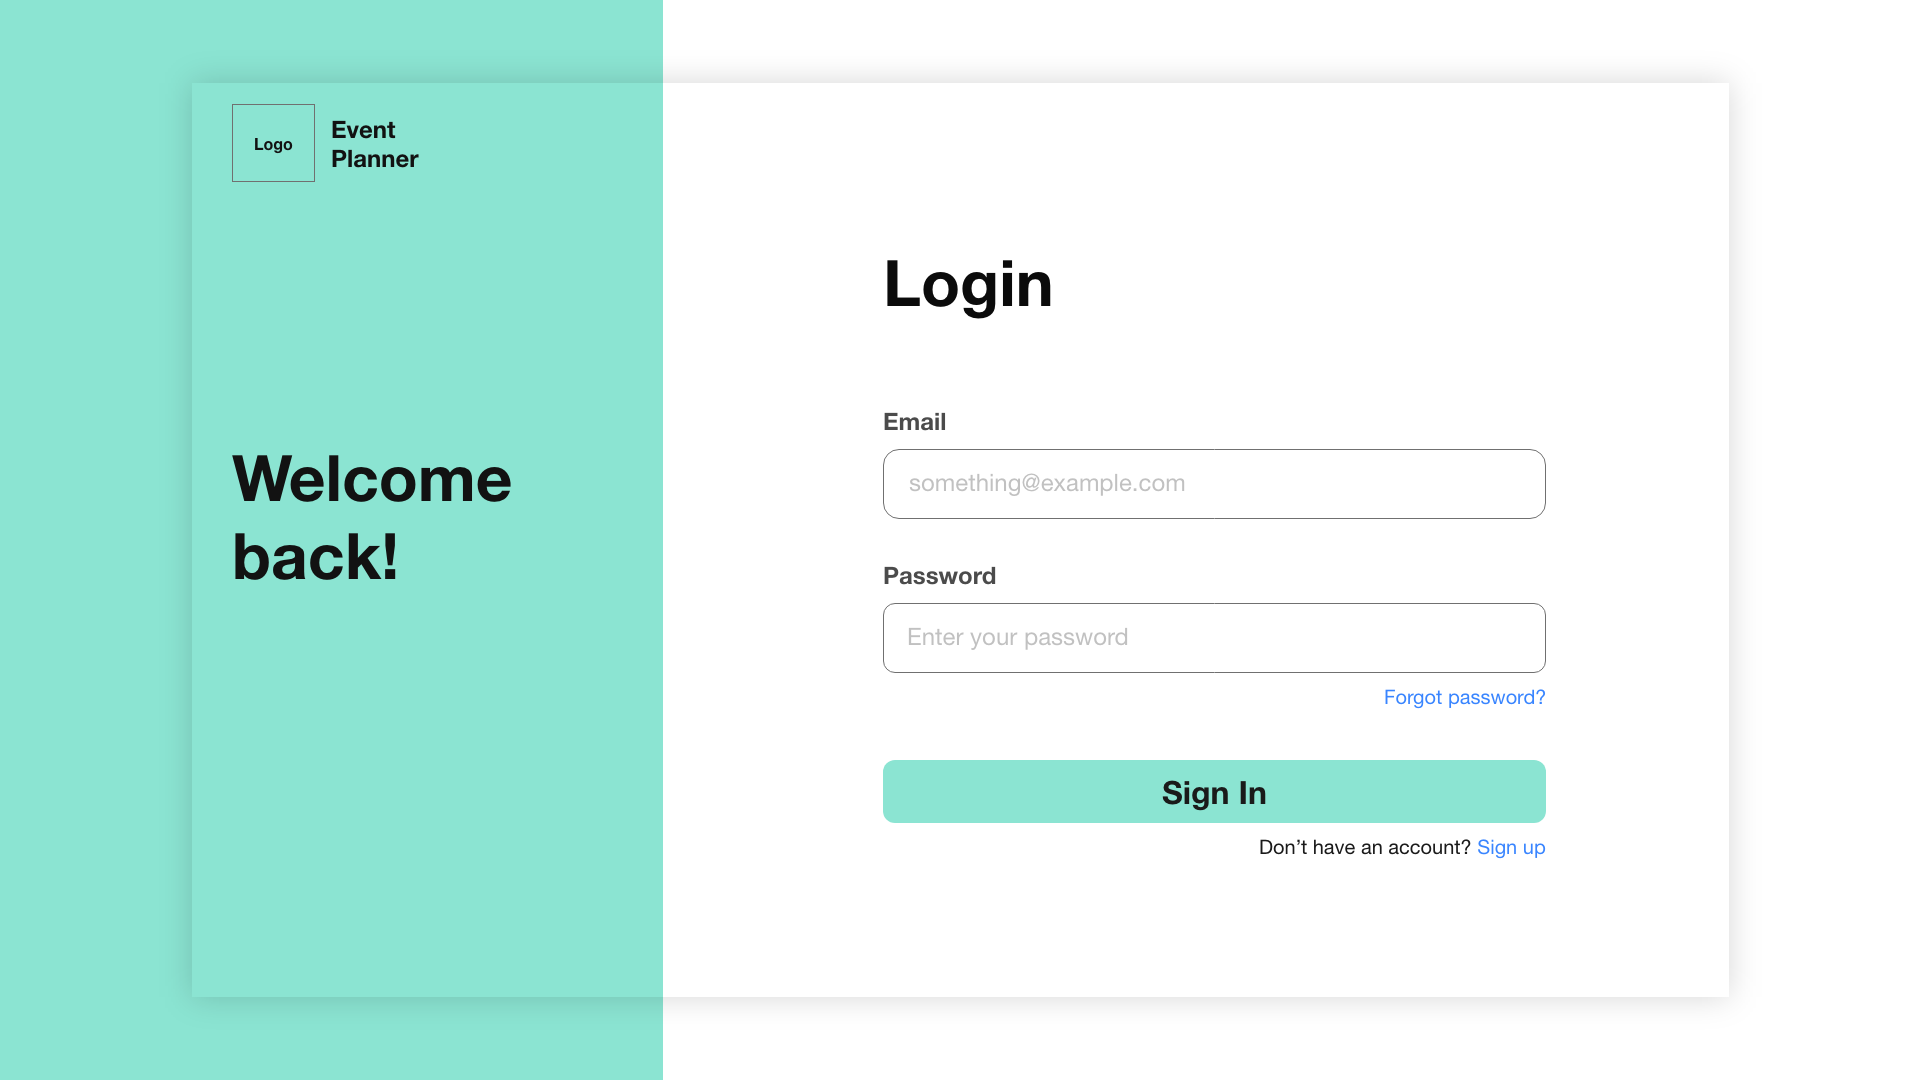 Logo
Event
Planner
Welcome
back!
Login
Email
something@example.com
Password
Enter your password
Forgot password?
Sign In
Don’t have an account? Sign up